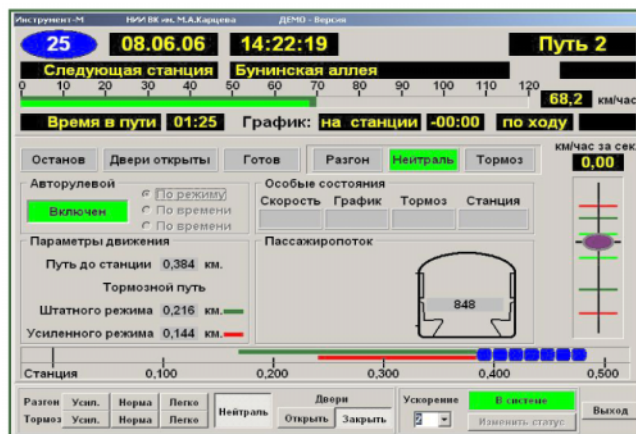 Инструмент-М НИИ ВК им. М.А.Карцева ДЕМО - Версия
25 08.06.06 14:22:19 Путь 2
Следующая станция Бунинская аллея
0 10 20 30 40 50 60 70 80 90 100 110 120
68,2 км/час
Время в пути 01:25 График: на станции -00:00 по ходу
км/час за сек
Останов Двери открыты Готов Разгон Нейтраль Тормоз 0,00
Авторулевой Особые состояния
Включен По режиму Скорость График Тормоз Станция
По времени
По времени
Параметры движения Пассажиропоток
Путь до станции 0,384 км.
Тормозной путь
Штатного режима 0,216 км. 848
Усиленного режима 0,144 км.
Станция 0,100 0,200 0,300 0,400 0,500
Разгон Усил. Норма Легко Нейтраль Двери Ускорение В системе Выход
Тормоз Усил. Норма Легко Открыть Закрыть 2 Изменить статус